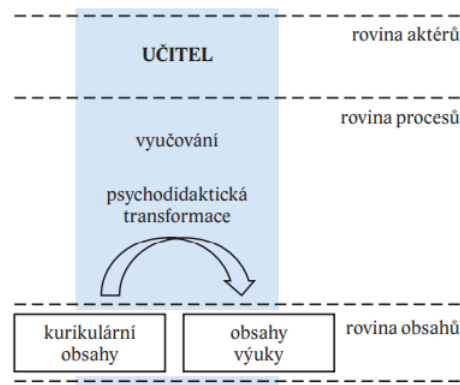 rovina aktérů
UČITEL
rovina procesů
vyučování
psychodidaktická
transformace
kurikulární
obsahy
obsahy
výuky
rovina obsahů